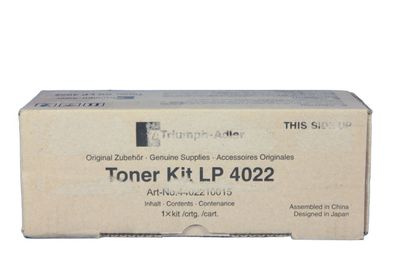 Triumph-Adler
THIS SIDE UP
Original Zubehör · Genuine Supplies · Accessoires Originales
Toner Kit LP 4022
Art-No.4402210015
Inhalt · Contents · Contenance
1×kit /crtg./cart.
Assembled in China
Designed in Japan